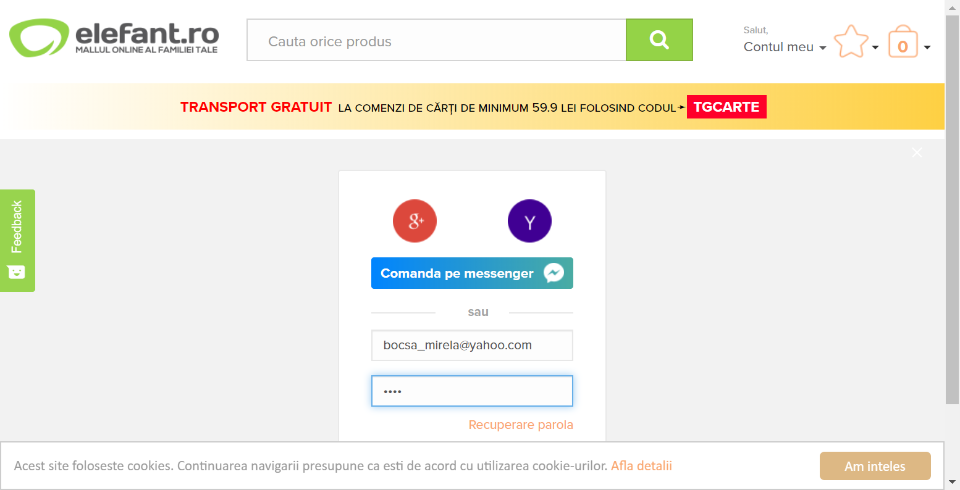 elefant.ro
MALLUL ONLINE AL FAMILIEI TALE
Cauta orice produs
Salut,
Contul meu
0
TRANSPORT GRATUIT LA COMENZI DE CĂRȚI DE MINIMUM 59.9 LEI FOLOSIND CODUL→ TGCARTE
Feedback
g+
Y
Comanda pe messenger
sau
bocsa_mirela@yahoo.com
••••
Recuperare parola
Acest site foloseste cookies. Continuarea navigarii presupune ca esti de acord cu utilizarea cookie-urilor. Afla detalii
Am inteles